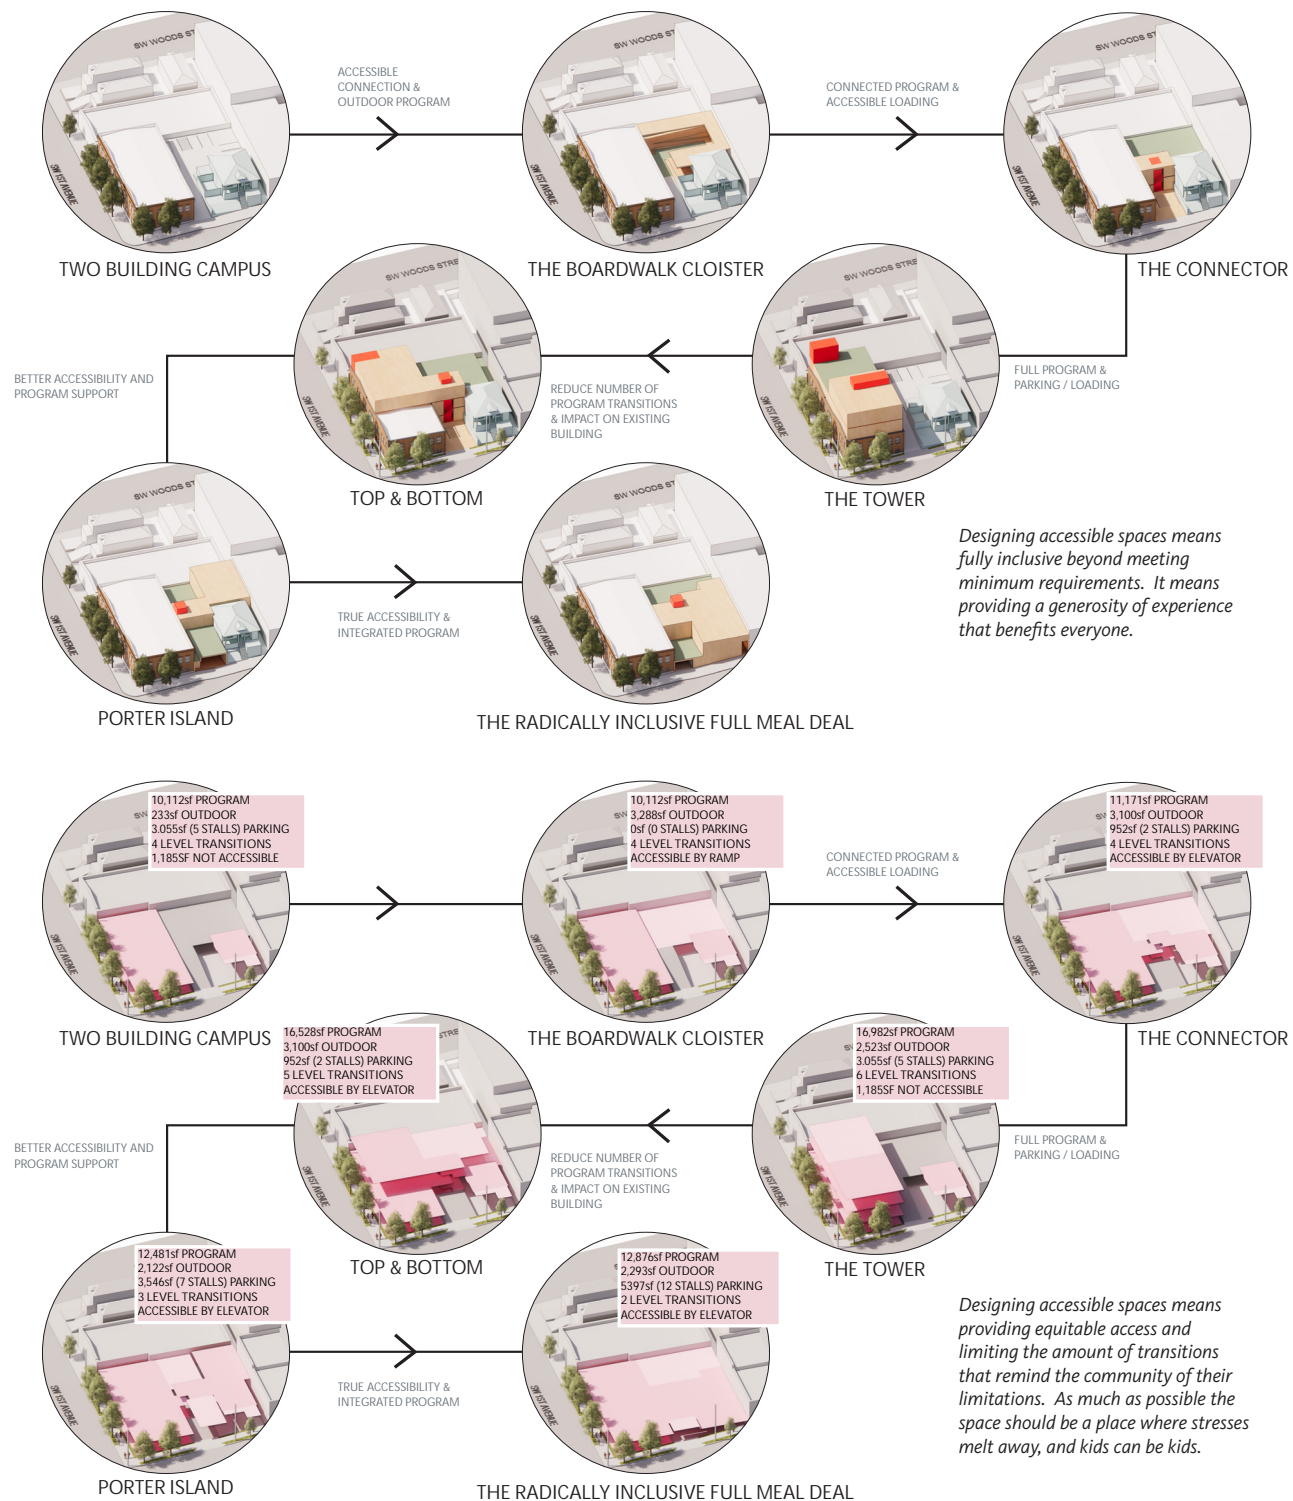 SW WOODS STR
SW 1ST AVENUE
TWO BUILDING CAMPUS
ACCESSIBLE
CONNECTION &
OUTDOOR PROGRAM
SW WOODS ST
SW 1ST AVENUE
THE BOARDWALK CLOISTER
CONNECTED PROGRAM &
ACCESSIBLE LOADING
SW WOODS ST
SW 1ST AVENUE
THE CONNECTOR
FULL PROGRAM &
PARKING / LOADING
SW WOODS STRE
SW 1ST AVENUE
THE TOWER
REDUCE NUMBER OF
PROGRAM TRANSITIONS
& IMPACT ON EXISTING
BUILDING
SW WOODS STRE
SW 1ST AVENUE
TOP & BOTTOM
BETTER ACCESSIBILITY AND
PROGRAM SUPPORT
SW WOODS ST
SW 1ST AVENUE
PORTER ISLAND
TRUE ACCESSIBILITY &
INTEGRATED PROGRAM
SW WOODS ST
SW 1ST AVENUE
THE RADICALLY INCLUSIVE FULL MEAL DEAL
Designing accessible spaces means
fully inclusive beyond meeting
minimum requirements. It means
providing a generosity of experience
that benefits everyone.
10,112sf PROGRAM
233sf OUTDOOR
3.055sf (5 STALLS) PARKING
4 LEVEL TRANSITIONS
1,185SF NOT ACCESSIBLE
SW 1ST AVENUE
TWO BUILDING CAMPUS
10,112sf PROGRAM
3,288sf OUTDOOR
0sf (0 STALLS) PARKING
4 LEVEL TRANSITIONS
ACCESSIBLE BY RAMP
SW 1ST AVENUE
THE BOARDWALK CLOISTER
CONNECTED PROGRAM &
ACCESSIBLE LOADING
11,171sf PROGRAM
3,100sf OUTDOOR
952sf (2 STALLS) PARKING
4 LEVEL TRANSITIONS
ACCESSIBLE BY ELEVATOR
SW 1ST AVENUE
THE CONNECTOR
FULL PROGRAM &
PARKING / LOADING
16,982sf PROGRAM
2,523sf OUTDOOR
3.055sf (5 STALLS) PARKING
6 LEVEL TRANSITIONS
1,185SF NOT ACCESSIBLE
SW 1ST AVENUE
THE TOWER
REDUCE NUMBER OF
PROGRAM TRANSITIONS
& IMPACT ON EXISTING
BUILDING
16,528sf PROGRAM
3,100sf OUTDOOR
952sf (2 STALLS) PARKING
5 LEVEL TRANSITIONS
ACCESSIBLE BY ELEVATOR
STRE
SW 1ST AVENUE
TOP & BOTTOM
BETTER ACCESSIBILITY AND
PROGRAM SUPPORT
12,481sf PROGRAM
2,122sf OUTDOOR
3,546sf (7 STALLS) PARKING
3 LEVEL TRANSITIONS
ACCESSIBLE BY ELEVATOR
SW 1ST AVENUE
PORTER ISLAND
TRUE ACCESSIBILITY &
INTEGRATED PROGRAM
12,876sf PROGRAM
2,293sf OUTDOOR
5397sf (12 STALLS) PARKING
2 LEVEL TRANSITIONS
ACCESSIBLE BY ELEVATOR
SW 1ST AVENUE
THE RADICALLY INCLUSIVE FULL MEAL DEAL
Designing accessible spaces means
providing equitable access and
limiting the amount of transitions
that remind the community of their
limitations. As much as possible the
space should be a place where stresses
melt away, and kids can be kids.